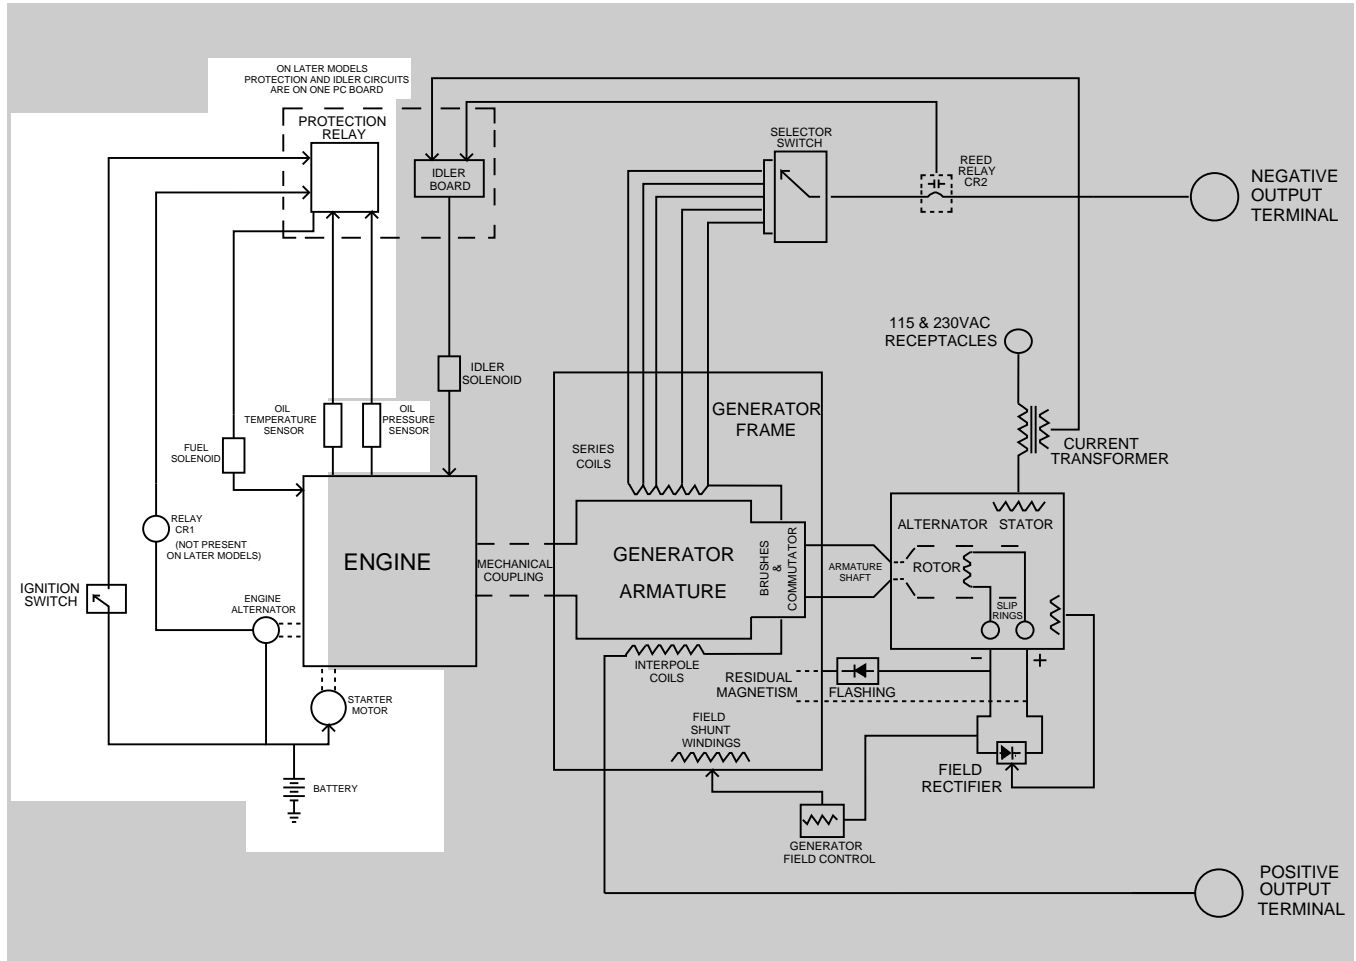 ON LATER MODELS
PROTECTION AND IDLER CIRCUITS
ARE ON ONE PC BOARD
PROTECTION
RELAY
IDLER
BOARD
SELECTOR
SWITCH
REED
RELAY
CR2
NEGATIVE
OUTPUT
TERMINAL
115 & 230VAC
RECEPTACLES
IDLER
SOLENOID
OIL
TEMPERATURE
SENSOR
OIL
PRESSURE
SENSOR
FUEL
SOLENOID
GENERATOR
FRAME
SERIES
COILS
CURRENT
TRANSFORMER
RELAY
CR1
(NOT PRESENT
ON LATER MODELS)
ENGINE
MECHANICAL
COUPLING
GENERATOR
ARMATURE
BRUSHES
&
COMMUTATOR
ARMATURE
SHAFT
ALTERNATOR
STATOR
ROTOR
SLIP
RINGS
IGNITION
SWITCH
ENGINE
ALTERNATOR
STARTER
MOTOR
BATTERY
INTERPOLE
COILS
RESIDUAL
MAGNETISM
FLASHING
−
+
FIELD
SHUNT
WINDINGS
FIELD
RECTIFIER
GENERATOR
FIELD CONTROL
POSITIVE
OUTPUT
TERMINAL